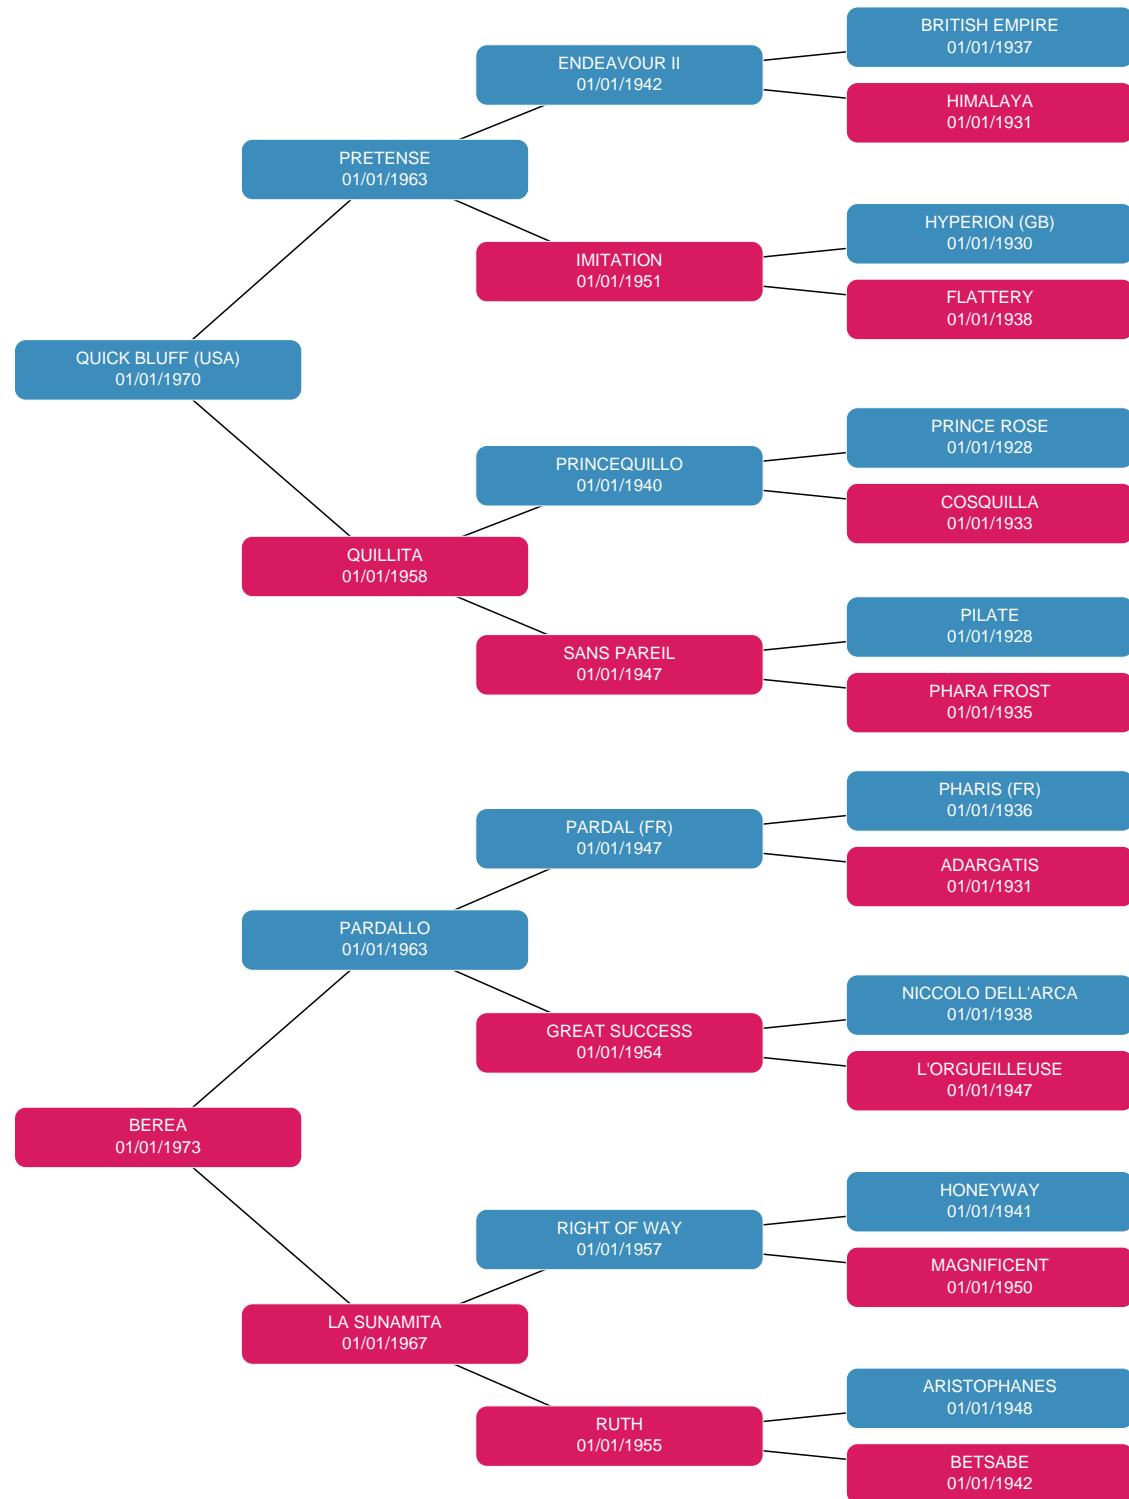 BRITISH EMPIRE
01/01/1937
ENDEAVOUR II
01/01/1942
HIMALAYA
01/01/1931
PRETENSE
01/01/1963
HYPERION (GB)
01/01/1930
IMITATION
01/01/1951
FLATTERY
01/01/1938
QUICK BLUFF (USA)
01/01/1970
PRINCE ROSE
01/01/1928
PRINCEQUILLO
01/01/1940
COSQUILLA
01/01/1933
QUILLITA
01/01/1958
PILATE
01/01/1928
SANS PAREIL
01/01/1947
PHARA FROST
01/01/1935
PHARIS (FR)
01/01/1936
PARDAL (FR)
01/01/1947
ADARGATIS
01/01/1931
PARDALLO
01/01/1963
NICCOLO DELL'ARCA
01/01/1938
GREAT SUCCESS
01/01/1954
L'ORGUEILLEUSE
01/01/1947
BEREA
01/01/1973
HONEYWAY
01/01/1941
RIGHT OF WAY
01/01/1957
MAGNIFICENT
01/01/1950
LA SUNAMITA
01/01/1967
ARISTOPHANES
01/01/1948
RUTH
01/01/1955
BETSABE
01/01/1942